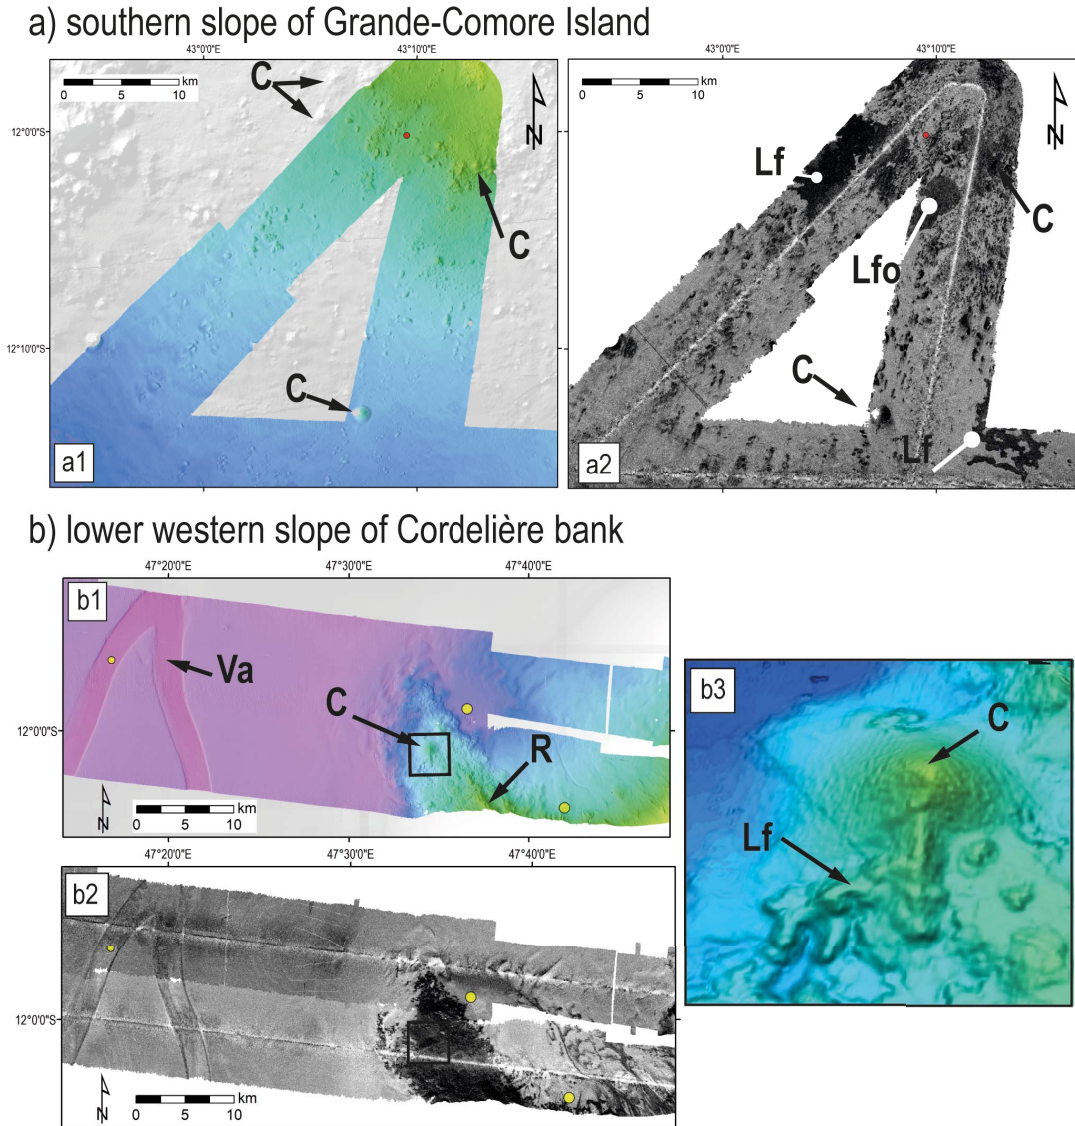 a) southern slope of Grande-Comore Island
43°0'0"E 43°10'0"E
km
0 5 10
C
N
12°0'0"S
C
12°10'0"S
C
a1
43°0'0"E 43°10'0"E
km
0 5 10
N
Lf
C
Lfo
C
Lf
a2
b) lower western slope of Cordelière bank
47°20'0"E 47°30'0"E 47°40'0"E
b1
Va
C
R
12°0'0"S
N
km
0 5 10
47°20'0"E 47°30'0"E 47°40'0"E
b2
12°0'0"S
N
km
0 5 10
b3
C
Lf